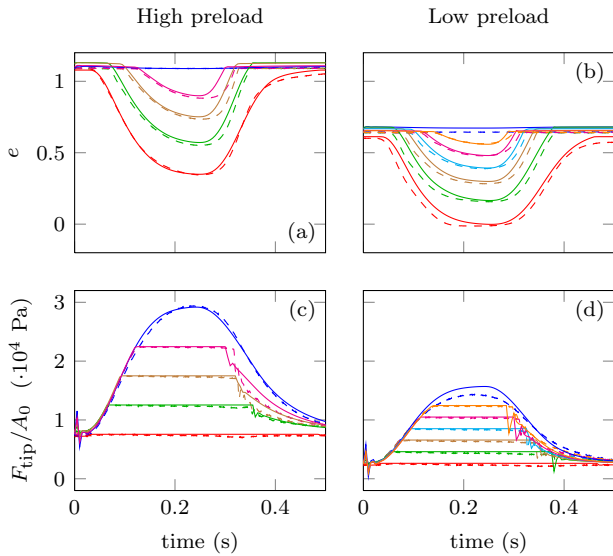 High preload
Low preload
1
0.5
0
e
(a)
(b)
3
2
1
0
F_tip/A_0 (·10^4 Pa)
(c)
(d)
0
0.2
0.4
0
0.2
0.4
time (s)
time (s)